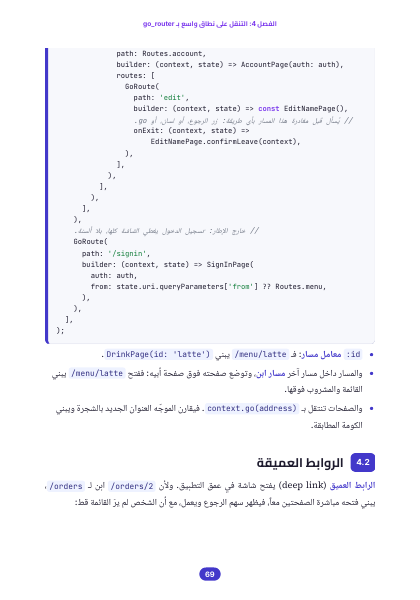 الفصل 4: التنقل على نطاق واسع بـ go_router
path: Routes.account,
builder: (context, state) => AccountPage(auth: auth),
routes: [
GoRoute(
path: 'edit',
builder: (context, state) => const EditNamePage(),
// يُسأل قبل مغادرة هذا المسار بأي طريقة: زر الرجوع، أو لسان، أو go.
onExit: (context, state) =>
EditNamePage.confirmLeave(context),
),
],
),
],
),
],
),
// خارج الإطار: تسجيل الدخول يغطي الشاشة كلها، بلا ألسنة.
GoRoute(
path: '/signin',
builder: (context, state) => SignInPage(
auth: auth,
from: state.uri.queryParameters['from'] ?? Routes.menu,
),
),
],
);
• :id معامل مسار: فـ /menu/latte يبني DrinkPage(id: 'latte').
• والمسار داخل مسار آخر مسار ابن، وتوضع صفحته فوق صفحة أبيه: ففتح /menu/latte يبني
القائمة والمشروب فوقها.
• والصفحات تنتقل بـ context.go(address). فيقارن الموجّه العنوان الجديد بالشجرة ويبني
الكومة المطابقة.
4.2 الروابط العميقة
الرابط العميق (deep link) يفتح شاشة في عمق التطبيق. ولأن /orders/2 ابن لـ /orders،
يبني فتحه مباشرة الصفحتين معاً، فيظهر سهم الرجوع ويعمل، مع أن الشخص لم يرَ القائمة قط:
69